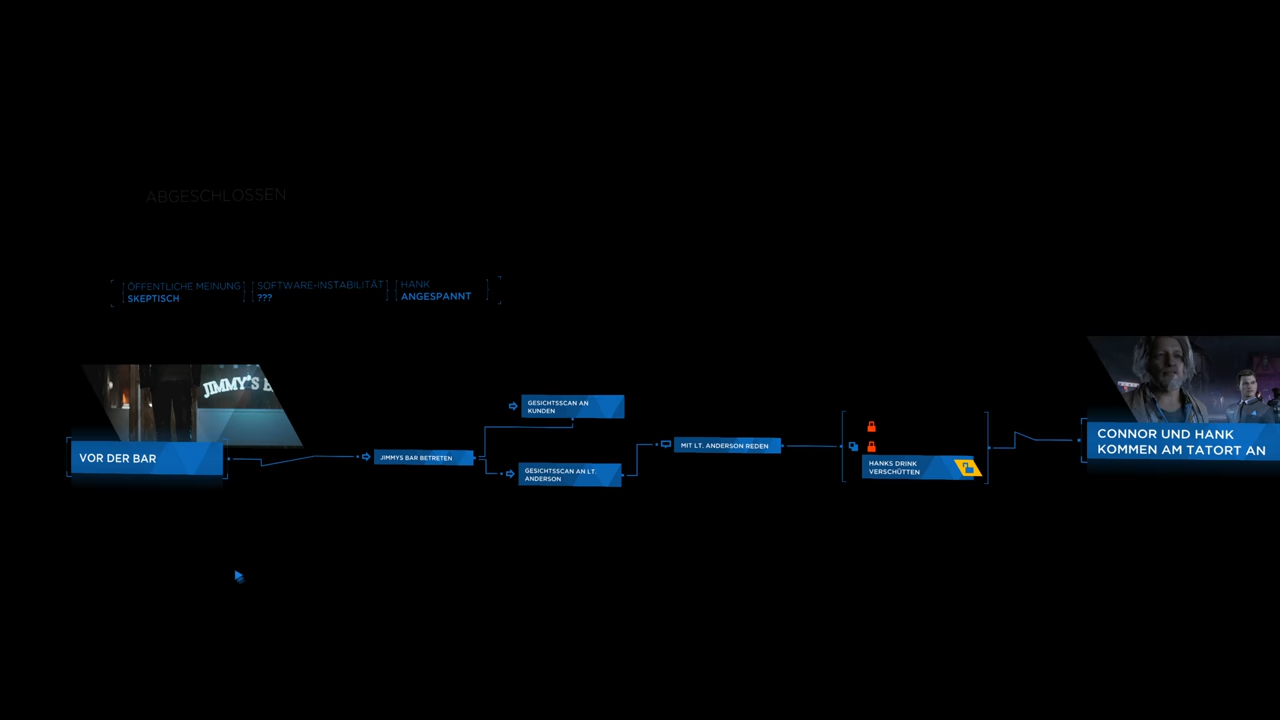 ABGESCHLOSSEN
ÖFFENTLICHE MEINUNG
SKEPTISCH
SOFTWARE-INSTABILITÄT
???
HANK
ANGESPANNT
JIMMY'S
VOR DER BAR
JIMMYS BAR BETRETEN
GESICHTSSCAN AN
KUNDEN
GESICHTSSCAN AN LT.
ANDERSON
MIT LT. ANDERSON REDEN
HANKS DRINK
VERSCHÜTTEN
CONNOR UND HANK
KOMMEN AM TATORT AN